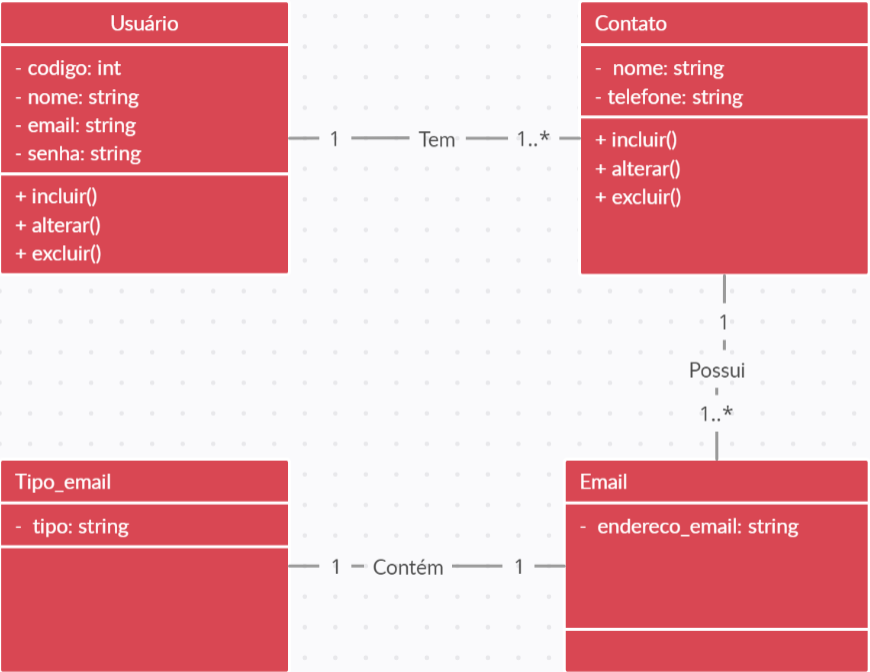 Usuário
- codigo: int
- nome: string
- email: string
- senha: string
+ incluir()
+ alterar()
+ excluir()
1
Tem
1..*
Contato
- nome: string
- telefone: string
+ incluir()
+ alterar()
+ excluir()
1
Possui
1..*
Tipo_email
- tipo: string
1
Contém
1
Email
- endereco_email: string